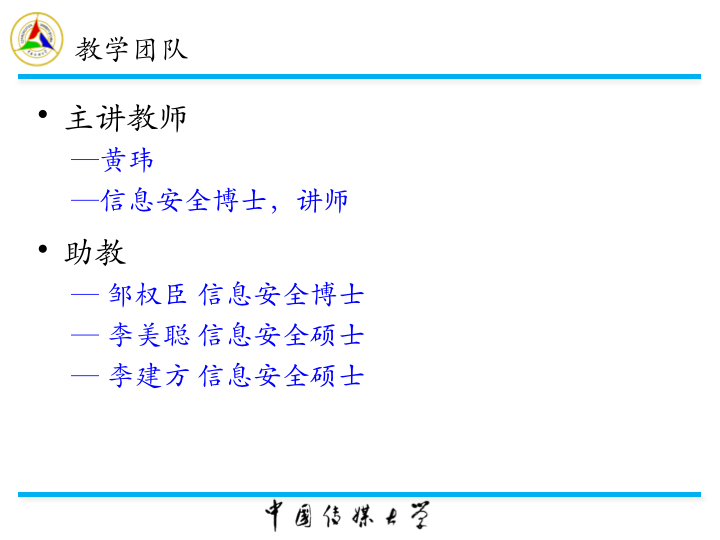 教学团队
• 主讲教师
—黄玮
—信息安全博士，讲师
• 助教
— 邹权臣 信息安全博士
— 李美聪 信息安全硕士
— 李建方 信息安全硕士
中国传媒大学